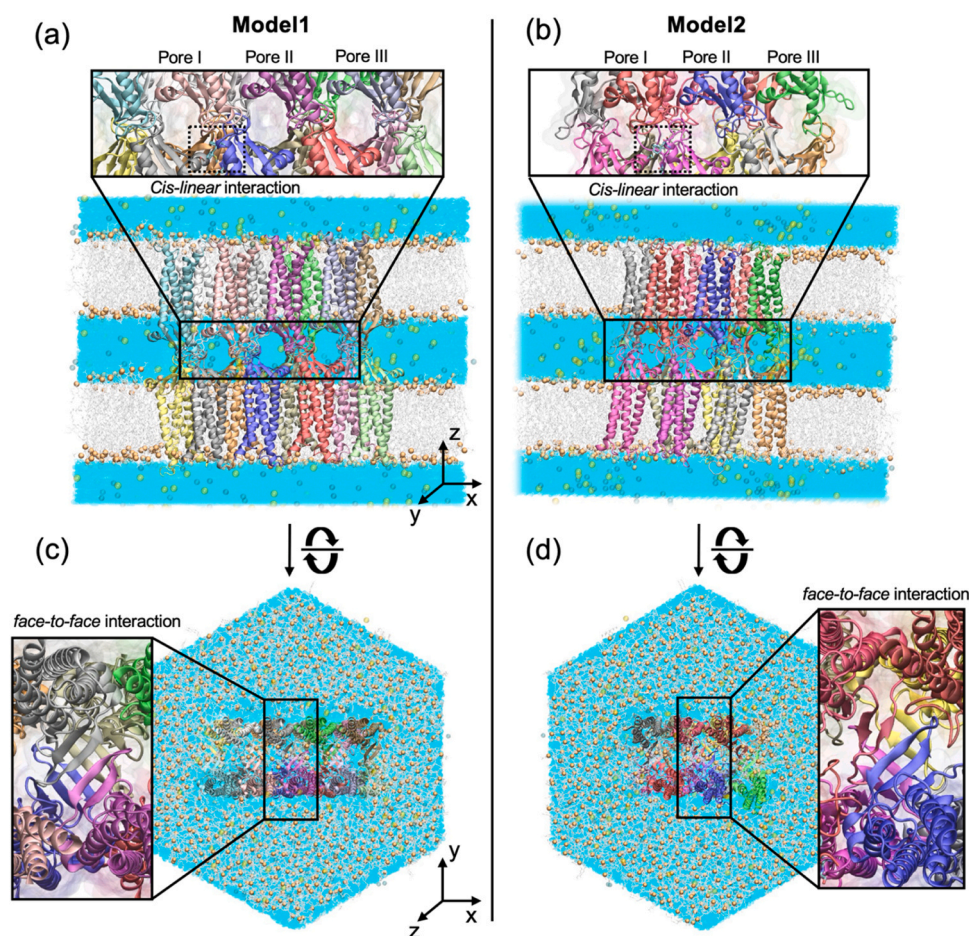 Model1
Model2
(a)
(b)
Pore I Pore II Pore III
Pore I Pore II Pore III
Cis-linear interaction
Cis-linear interaction
z
x
y
(c)
(d)
face-to-face interaction
face-to-face interaction
y
x
z